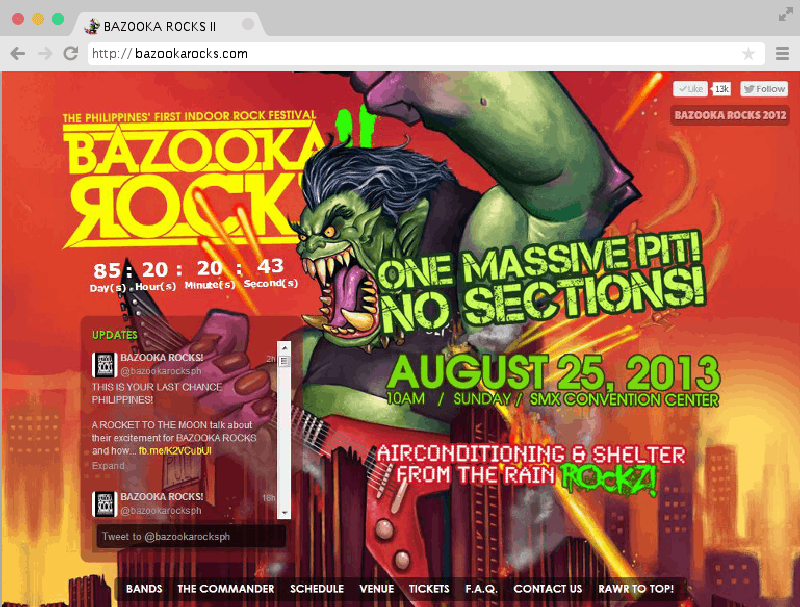 BAZOOKA ROCKS II
http:// bazookarocks.com
Like 13k Follow
BAZOOKA ROCKS 2012
THE PHILIPPINES' FIRST INDOOR ROCK FESTIVAL
BAZOOKA
ROCK
II
85: 20 : 20 : 43
Day(s) Hour(s) Minute(s) Second(s)
ONE MASSIVE PIT!
NO SECTIONS!
AUGUST 25, 2013
10AM / SUNDAY / SMX CONVENTION CENTER
AIRCONDITIONING & SHELTER
FROM THE RAIN ROCKZ!
UPDATES
BAZOOKA ROCKS! 2h
@bazookarocksph
THIS IS YOUR LAST CHANCE
PHILIPPINES!
A ROCKET TO THE MOON talk about
their excitement for BAZOOKA ROCKS
and how... fb.me/K2VCubUI
Expand
BAZOOKA ROCKS! 16h
@bazookarocksph
Tweet to @bazookarocksph
BANDS THE COMMANDER SCHEDULE VENUE TICKETS F.A.Q. CONTACT US RAWR TO TOP!